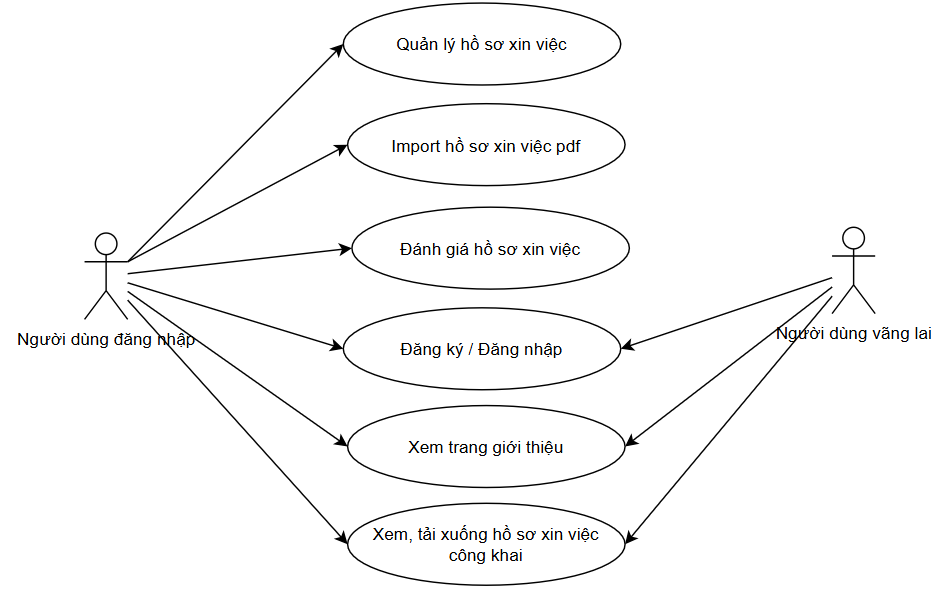 Quản lý hồ sơ xin việc
Import hồ sơ xin việc pdf
Đánh giá hồ sơ xin việc
Người dùng đăng nhập
Người dùng vãng lai
Đăng ký / Đăng nhập
Xem trang giới thiệu
Xem, tải xuống hồ sơ xin việc
công khai